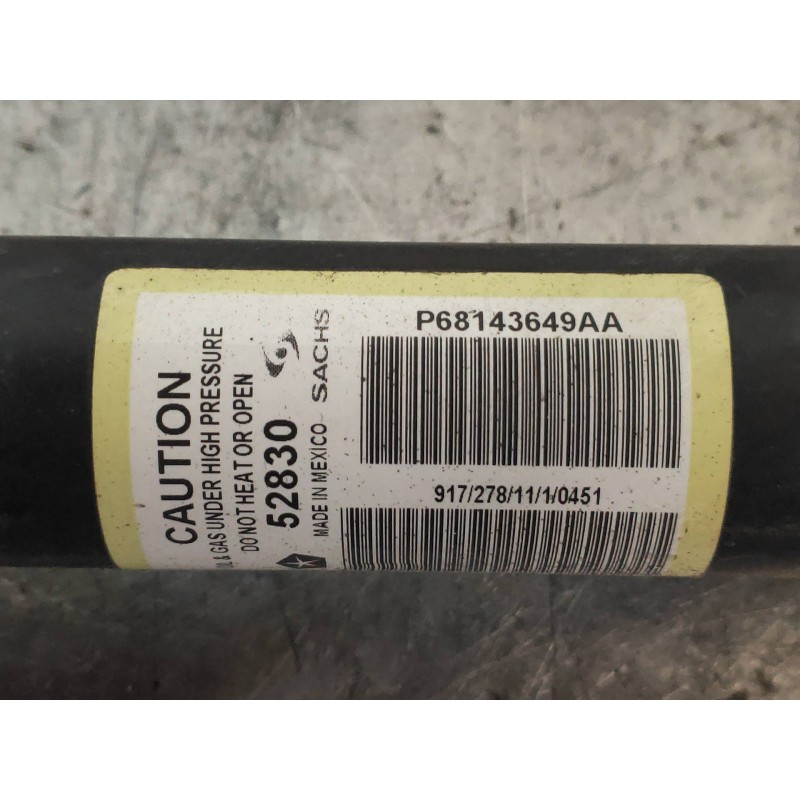 CAUTION
OIL & GAS UNDER HIGH PRESSURE
DO NOT HEAT OR OPEN
52830
MADE IN MEXICO
SACHS
P68143649AA
917/278/11/1/0451